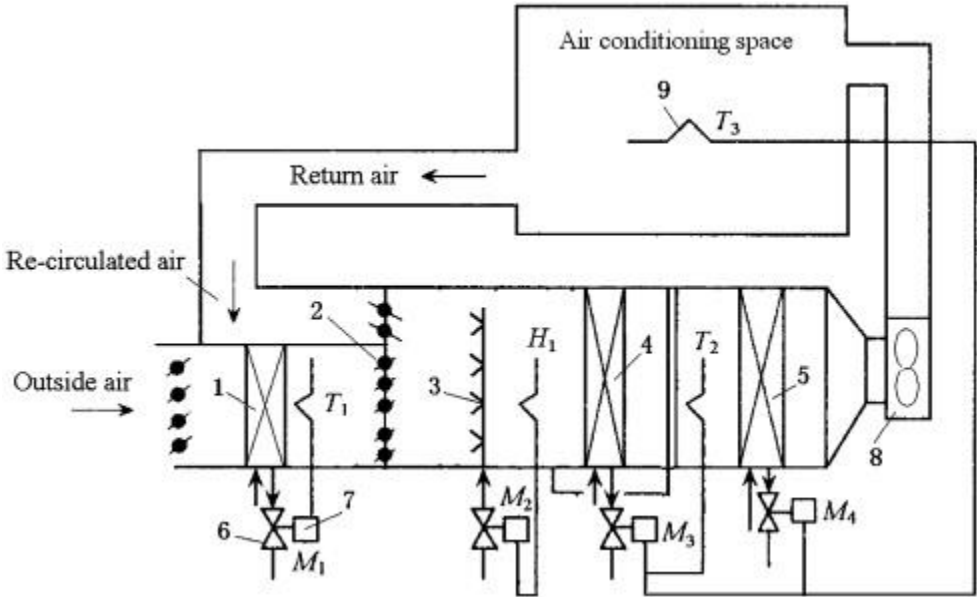 Air conditioning space
9
T3
Return air
Re-circulated air
2
H1
4
T2
Outside air
1
T1
3
5
8
6
7
M1
M2
M3
M4